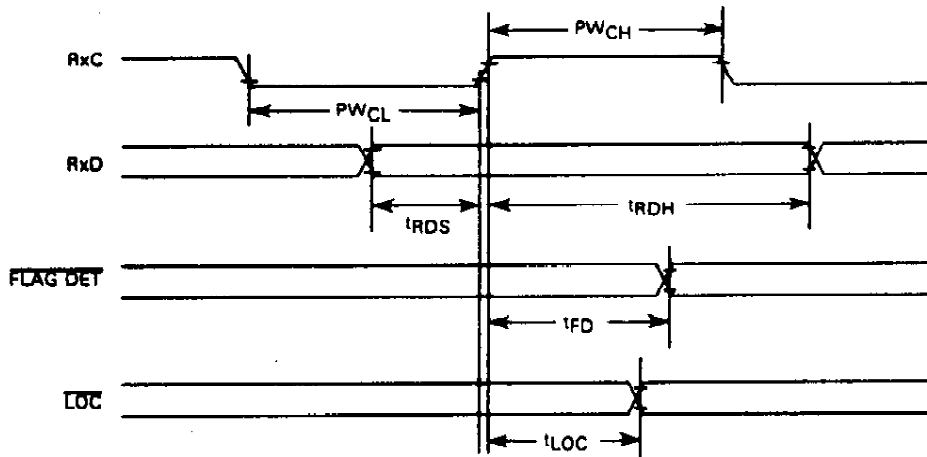 PWCH
RxC
PWCL
RxD
tRDS
tRDH
FLAG DET
tFD
LOC
tLOC